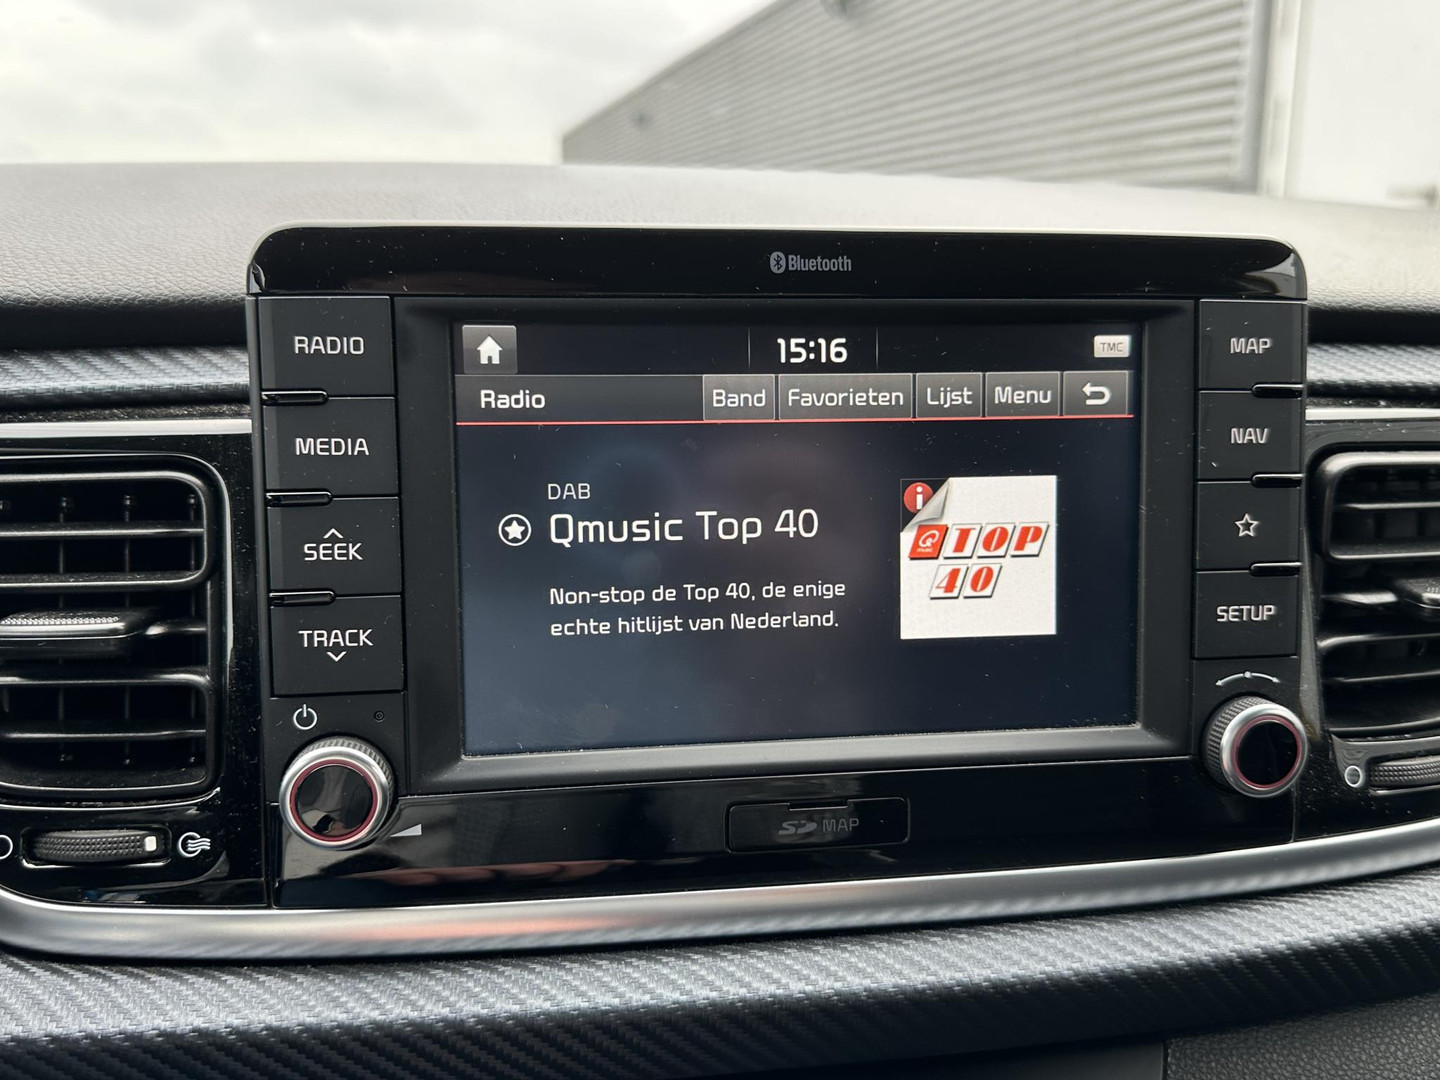 Bluetooth
RADIO
MEDIA
SEEK
TRACK
15:16
TMC
Radio
Band
Favorieten
Lijst
Menu
DAB
Qmusic Top 40
Non-stop de Top 40, de enige
echte hitlijst van Nederland.
i
Q
music
TOP
40
MAP
NAV
SETUP
SD MAP